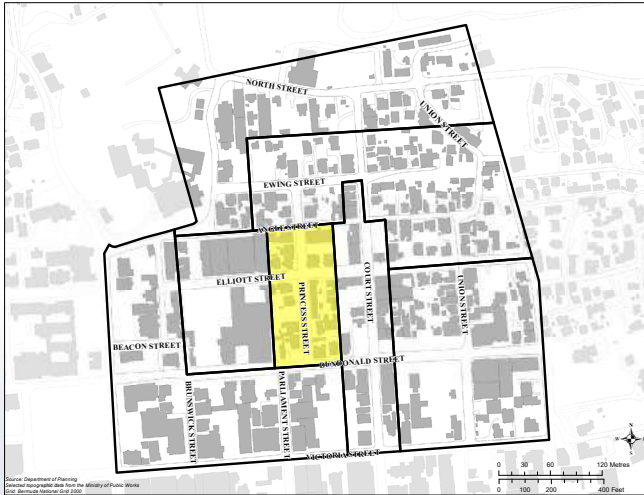 NORTH STREET
UNION STREET
EWING STREET
ANGLE STREET
ELLIOTT STREET
PRINCESS STREET
COURT STREET
UNION STREET
BEACON STREET
DUNDONALD STREET
BRUNSWICK STREET
PARLIAMENT STREET
VICTORIA STREET
N
W E
S
0 30 60 120 Metres
0 100 200 400 Feet
Source: Department of Planning
Selected topographic data from the Ministry of Public Works
Grid: Bermuda National Grid 2000